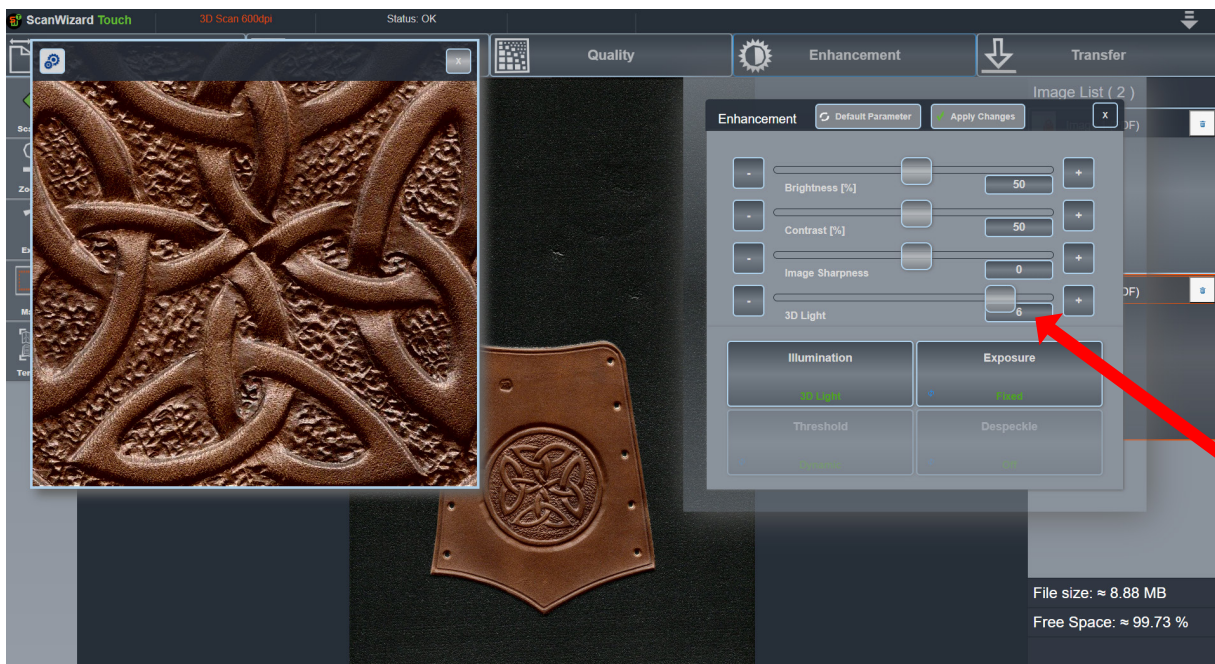 ScanWizard Touch 3D Scan 600dpi Status: OK
Quality Enhancement Transfer
Image List ( 2 )
Enhancement Default Parameter Apply Changes X
X
Brightness [%] 50
- +
Contrast [%] 50
- +
Image Sharpness 0
- +
3D Light 6
- +
Illumination Exposure
3D Light Fixed
Threshold Despeckle
Dynamic Off
File size: ≈ 8.88 MB
Free Space: ≈ 99.73 %